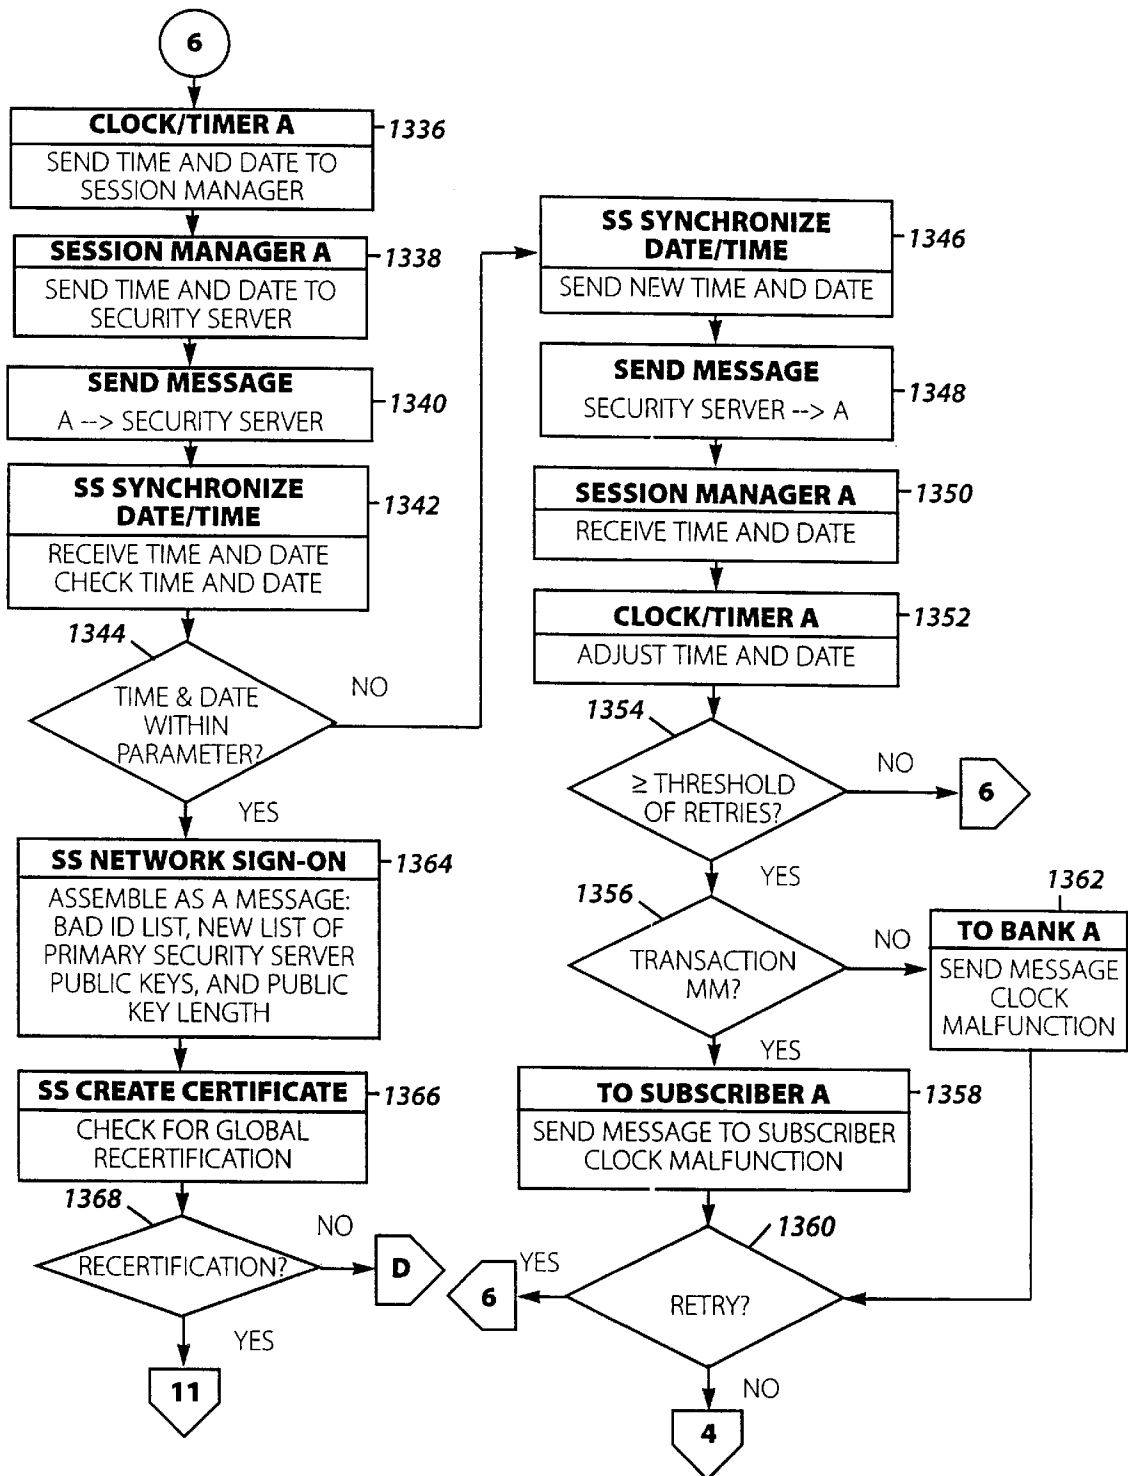 6
CLOCK/TIMER A
1336
SEND TIME AND DATE TO
SESSION MANAGER
SESSION MANAGER A
1338
SEND TIME AND DATE TO
SECURITY SERVER
SEND MESSAGE
1340
A --> SECURITY SERVER
SS SYNCHRONIZE
DATE/TIME
1342
RECEIVE TIME AND DATE
CHECK TIME AND DATE
1344
TIME & DATE
WITHIN
PARAMETER?
NO
YES
SS NETWORK SIGN-ON
1364
ASSEMBLE AS A MESSAGE:
BAD ID LIST, NEW LIST OF
PRIMARY SECURITY SERVER
PUBLIC KEYS, AND PUBLIC
KEY LENGTH
SS CREATE CERTIFICATE
1366
CHECK FOR GLOBAL
RECERTIFICATION
1368
RECERTIFICATION?
NO
D
YES
11
SS SYNCHRONIZE
DATE/TIME
1346
SEND NEW TIME AND DATE
SEND MESSAGE
1348
SECURITY SERVER --> A
SESSION MANAGER A
1350
RECEIVE TIME AND DATE
CLOCK/TIMER A
1352
ADJUST TIME AND DATE
1354
≥ THRESHOLD
OF RETRIES?
NO
6
YES
1356
TRANSACTION
MM?
NO
1362
TO BANK A
SEND MESSAGE
CLOCK
MALFUNCTION
YES
TO SUBSCRIBER A
1358
SEND MESSAGE TO SUBSCRIBER
CLOCK MALFUNCTION
1360
RETRY?
YES
6
NO
4